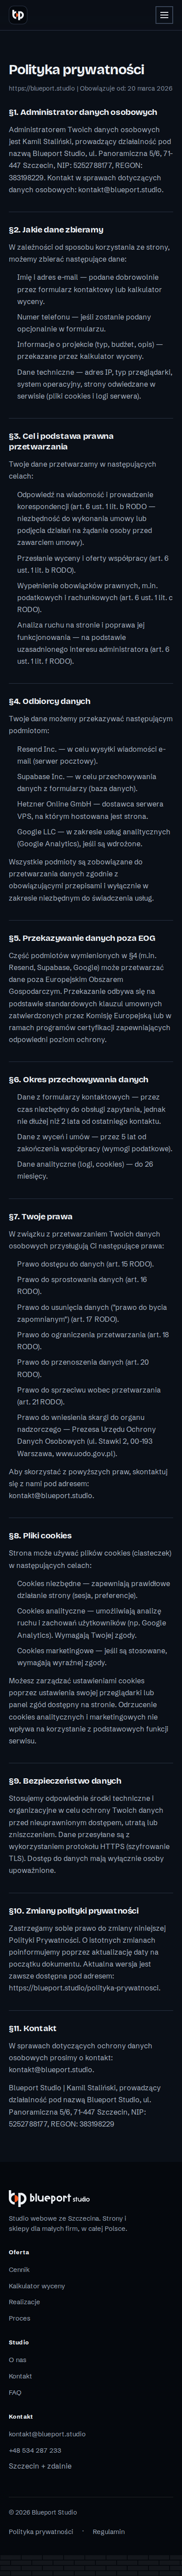 Polityka prywatności
https://blueport.studio | Obowiązuje od: 20 marca 2026
§1. Administrator danych osobowych
Administratorem Twoich danych osobowych
jest Kamil Staliński, prowadzący działalność pod
nazwą Blueport Studio, ul. Panoramiczna 5/6, 71-
447 Szczecin, NIP: 5252788177, REGON:
383198229. Kontakt w sprawach dotyczących
danych osobowych: kontakt@blueport.studio.
§2. Jakie dane zbieramy
W zależności od sposobu korzystania ze strony,
możemy zbierać następujące dane:
Imię i adres e-mail — podane dobrowolnie
przez formularz kontaktowy lub kalkulator
wyceny.
Numer telefonu — jeśli zostanie podany
opcjonalnie w formularzu.
Informacje o projekcie (typ, budżet, opis) —
przekazane przez kalkulator wyceny.
Dane techniczne — adres IP, typ przeglądarki,
system operacyjny, strony odwiedzane w
serwisie (pliki cookies i logi serwera).
§3. Cel i podstawa prawna
przetwarzania
Twoje dane przetwarzamy w następujących
celach:
Odpowiedź na wiadomość i prowadzenie
korespondencji (art. 6 ust. 1 lit. b RODO —
niezbędność do wykonania umowy lub
podjęcia działań na żądanie osoby przed
zawarciem umowy).
Przesłanie wyceny i oferty współpracy (art. 6
ust. 1 lit. b RODO).
Wypełnienie obowiązków prawnych, m.in.
podatkowych i rachunkowych (art. 6 ust. 1 lit. c
RODO).
Analiza ruchu na stronie i poprawa jej
funkcjonowania — na podstawie
uzasadnionego interesu administratora (art. 6
ust. 1 lit. f RODO).
§4. Odbiorcy danych
Twoje dane możemy przekazywać następującym
podmiotom:
Resend Inc. — w celu wysyłki wiadomości e-
mail (serwer pocztowy).
Supabase Inc. — w celu przechowywania
danych z formularzy (baza danych).
Hetzner Online GmbH — dostawca serwera
VPS, na którym hostowana jest strona.
Google LLC — w zakresie usług analitycznych
(Google Analytics), jeśli są wdrożone.
Wszystkie podmioty są zobowiązane do
przetwarzania danych zgodnie z
obowiązującymi przepisami i wyłącznie w
zakresie niezbędnym do świadczenia usług.
§5. Przekazywanie danych poza EOG
Część podmiotów wymienionych w §4 (m.in.
Resend, Supabase, Google) może przetwarzać
dane poza Europejskim Obszarem
Gospodarczym. Przekazanie odbywa się na
podstawie standardowych klauzul umownych
zatwierdzonych przez Komisję Europejską lub w
ramach programów certyfikacji zapewniających
odpowiedni poziom ochrony.
§6. Okres przechowywania danych
Dane z formularzy kontaktowych — przez
czas niezbędny do obsługi zapytania, jednak
nie dłużej niż 2 lata od ostatniego kontaktu.
Dane z wyceń i umów — przez 5 lat od
zakończenia współpracy (wymogi podatkowe).
Dane analityczne (logi, cookies) — do 26
miesięcy.
§7. Twoje prawa
W związku z przetwarzaniem Twoich danych
osobowych przysługują Ci następujące prawa:
Prawo dostępu do danych (art. 15 RODO).
Prawo do sprostowania danych (art. 16
RODO).
Prawo do usunięcia danych ("prawo do bycia
zapomnianym") (art. 17 RODO).
Prawo do ograniczenia przetwarzania (art. 18
RODO).
Prawo do przenoszenia danych (art. 20
RODO).
Prawo do sprzeciwu wobec przetwarzania
(art. 21 RODO).
Prawo do wniesienia skargi do organu
nadzorczego — Prezesa Urzędu Ochrony
Danych Osobowych (ul. Stawki 2, 00-193
Warszawa, www.uodo.gov.pl).
Aby skorzystać z powyższych praw, skontaktuj
się z nami pod adresem:
kontakt@blueport.studio.
§8. Pliki cookies
Strona może używać plików cookies (ciasteczek)
w następujących celach:
Cookies niezbędne — zapewniają prawidłowe
działanie strony (sesja, preferencje).
Cookies analityczne — umożliwiają analizę
ruchu i zachowań użytkowników (np. Google
Analytics). Wymagają Twojej zgody.
Cookies marketingowe — jeśli są stosowane,
wymagają wyraźnej zgody.
Możesz zarządzać ustawieniami cookies
poprzez ustawienia swojej przeglądarki lub
panel zgód dostępny na stronie. Odrzucenie
cookies analitycznych i marketingowych nie
wpływa na korzystanie z podstawowych funkcji
serwisu.
§9. Bezpieczeństwo danych
Stosujemy odpowiednie środki techniczne i
organizacyjne w celu ochrony Twoich danych
przed nieuprawnionym dostępem, utratą lub
zniszczeniem. Dane przesyłane są z
wykorzystaniem protokołu HTTPS (szyfrowanie
TLS). Dostęp do danych mają wyłącznie osoby
upoważnione.
§10. Zmiany polityki prywatności
Zastrzegamy sobie prawo do zmiany niniejszej
Polityki Prywatności. O istotnych zmianach
poinformujemy poprzez aktualizację daty na
początku dokumentu. Aktualna wersja jest
zawsze dostępna pod adresem:
https://blueport.studio/polityka-prywatnosci.
§11. Kontakt
W sprawach dotyczących ochrony danych
osobowych prosimy o kontakt:
kontakt@blueport.studio.
Blueport Studio | Kamil Staliński, prowadzący
działalność pod nazwą Blueport Studio, ul.
Panoramiczna 5/6, 71-447 Szczecin, NIP:
5252788177, REGON: 383198229
blueport studio
Studio webowe ze Szczecina. Strony i
sklepy dla małych firm, w całej Polsce.
Oferta
Cennik
Kalkulator wyceny
Realizacje
Proces
Studio
O nas
Kontakt
FAQ
Kontakt
kontakt@blueport.studio
+48 534 287 233
Szczecin + zdalnie
© 2026 Blueport Studio
Polityka prywatności · Regulamin